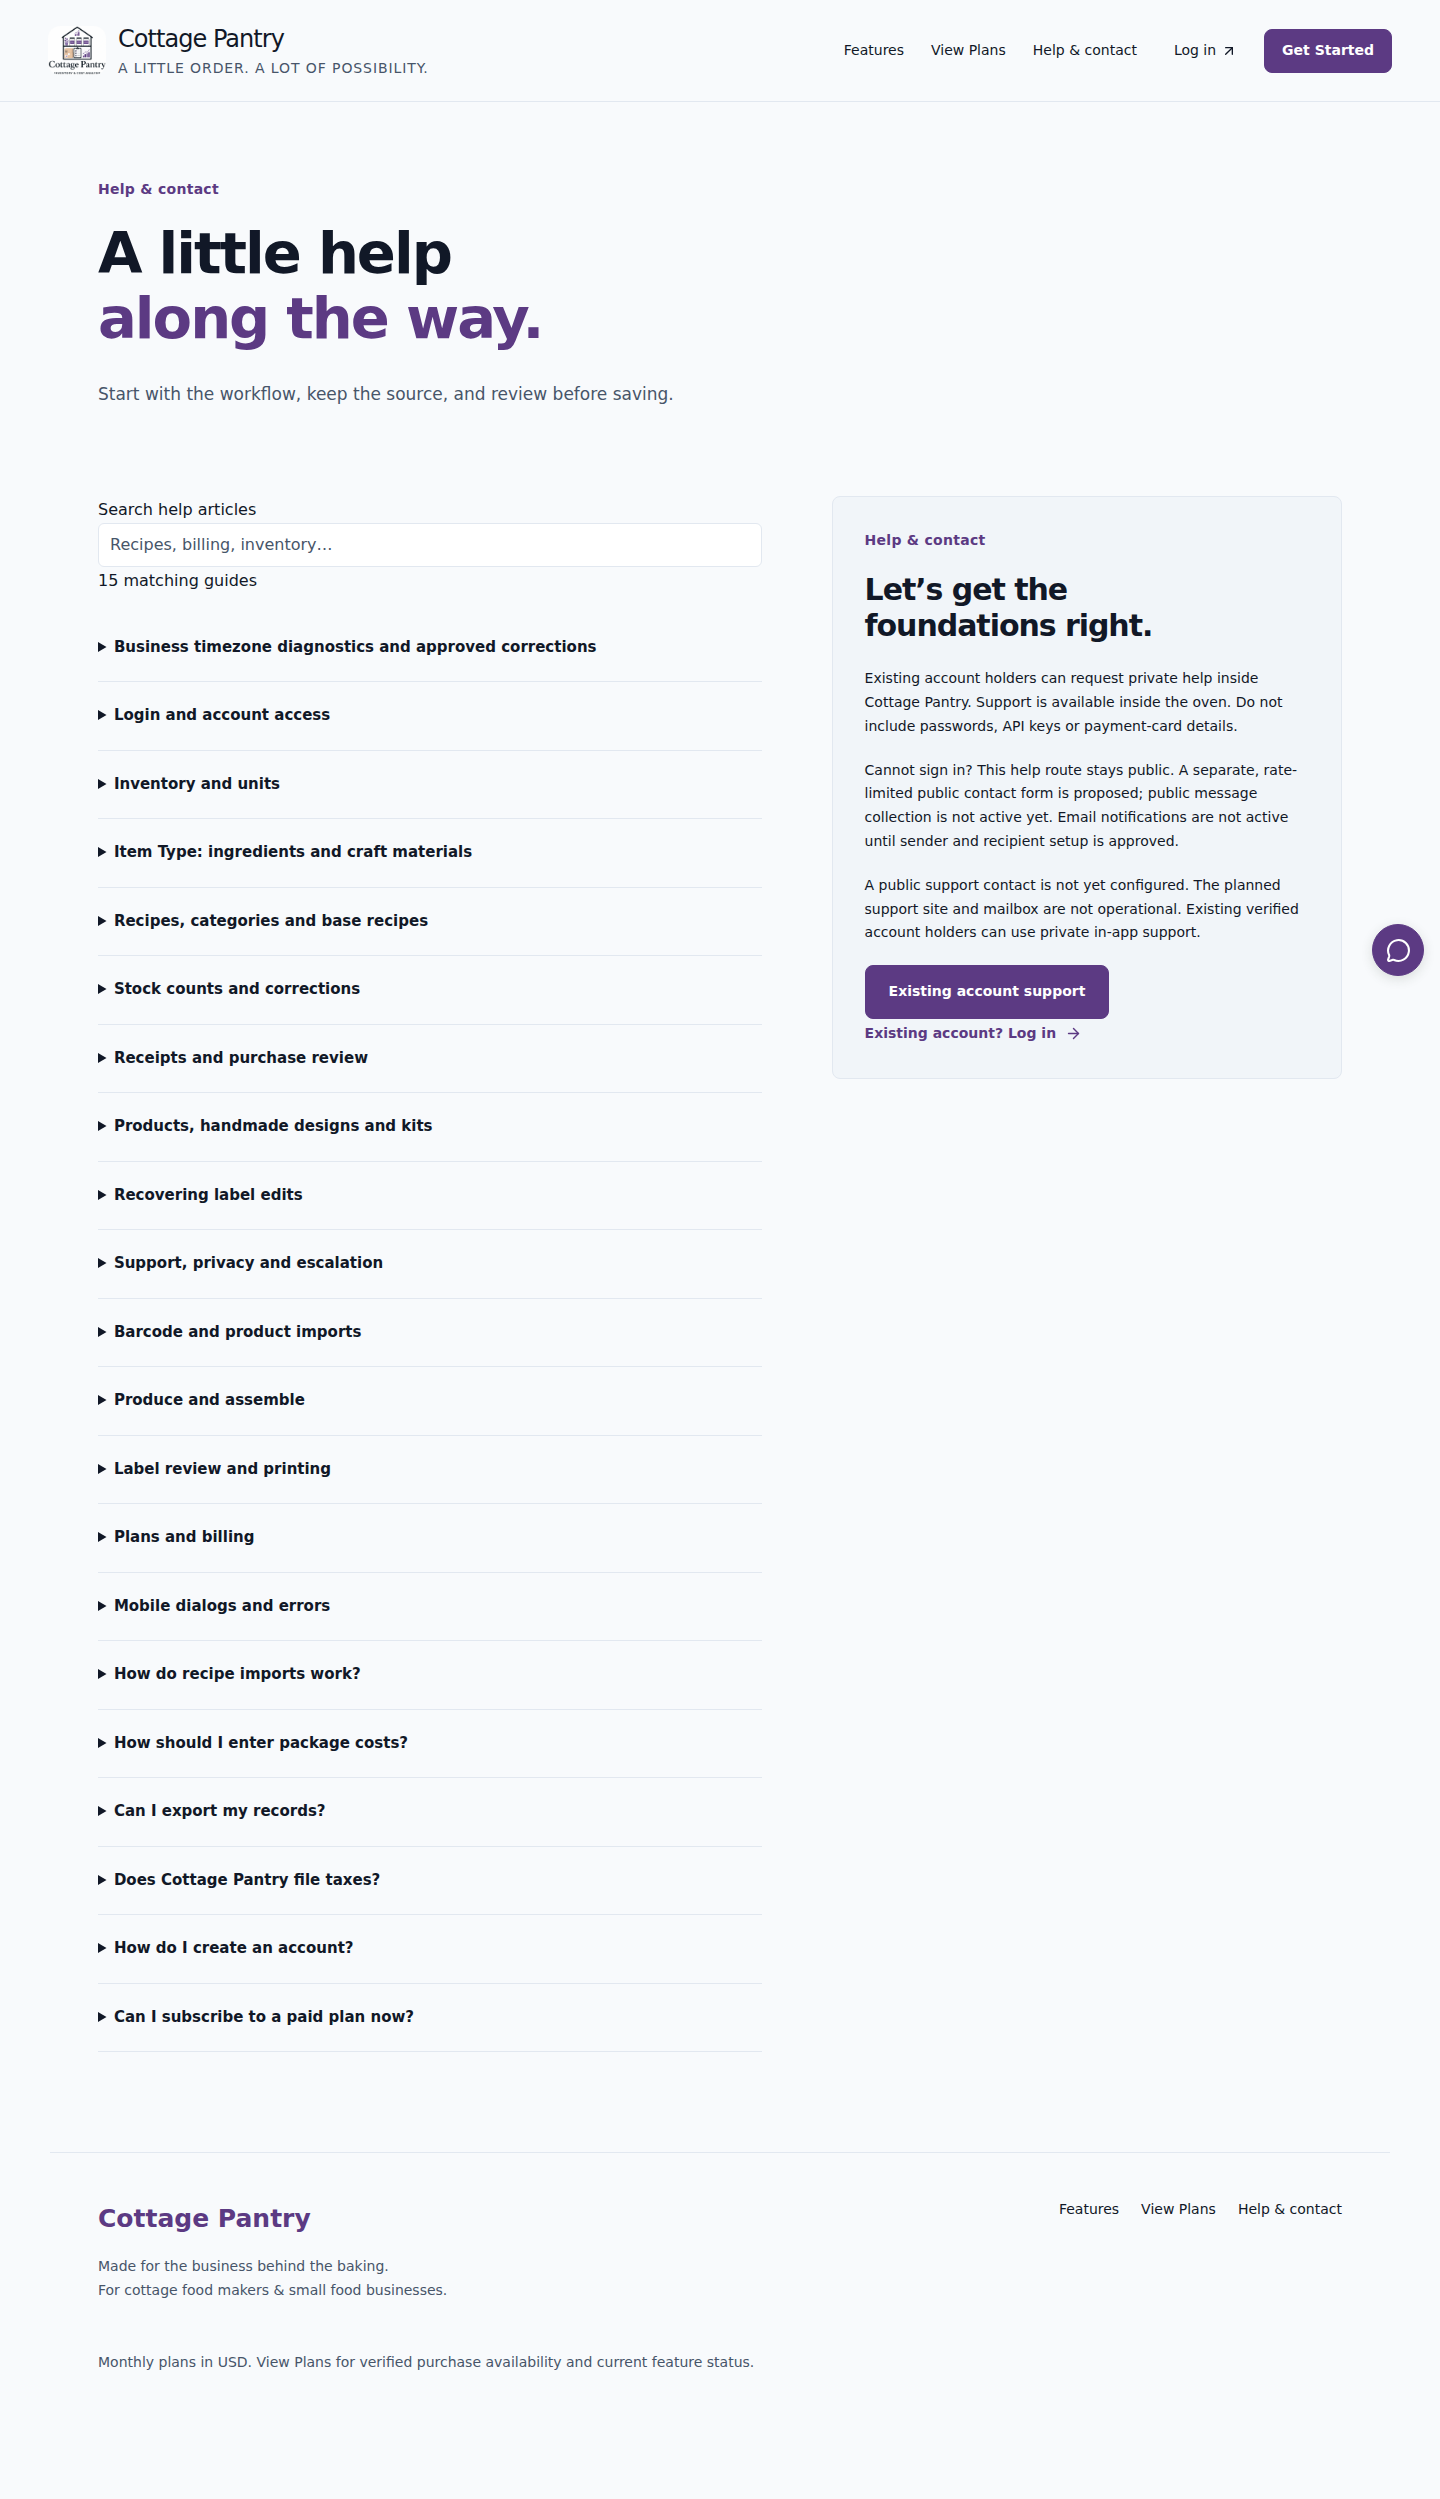 Cottage Pantry
Cottage Pantry
A LITTLE ORDER. A LOT OF POSSIBILITY.
Features
View Plans
Help & contact
Log in
Get Started
Help & contact
A little help
along the way.
Start with the workflow, keep the source, and review before saving.
Search help articles
Recipes, billing, inventory...
15 matching guides
Business timezone diagnostics and approved corrections
Login and account access
Inventory and units
Item Type: ingredients and craft materials
Recipes, categories and base recipes
Stock counts and corrections
Receipts and purchase review
Products, handmade designs and kits
Recovering label edits
Support, privacy and escalation
Barcode and product imports
Produce and assemble
Label review and printing
Plans and billing
Mobile dialogs and errors
How do recipe imports work?
How should I enter package costs?
Can I export my records?
Does Cottage Pantry file taxes?
How do I create an account?
Can I subscribe to a paid plan now?
Help & contact
Let’s get the
foundations right.
Existing account holders can request private help inside
Cottage Pantry. Support is available inside the oven. Do not
include passwords, API keys or payment-card details.
Cannot sign in? This help route stays public. A separate, rate-
limited public contact form is proposed; public message
collection is not active yet. Email notifications are not active
until sender and recipient setup is approved.
A public support contact is not yet configured. The planned
support site and mailbox are not operational. Existing verified
account holders can use private in-app support.
Existing account support
Existing account? Log in
Cottage Pantry
Made for the business behind the baking.
For cottage food makers & small food businesses.
Features
View Plans
Help & contact
Monthly plans in USD. View Plans for verified purchase availability and current feature status.